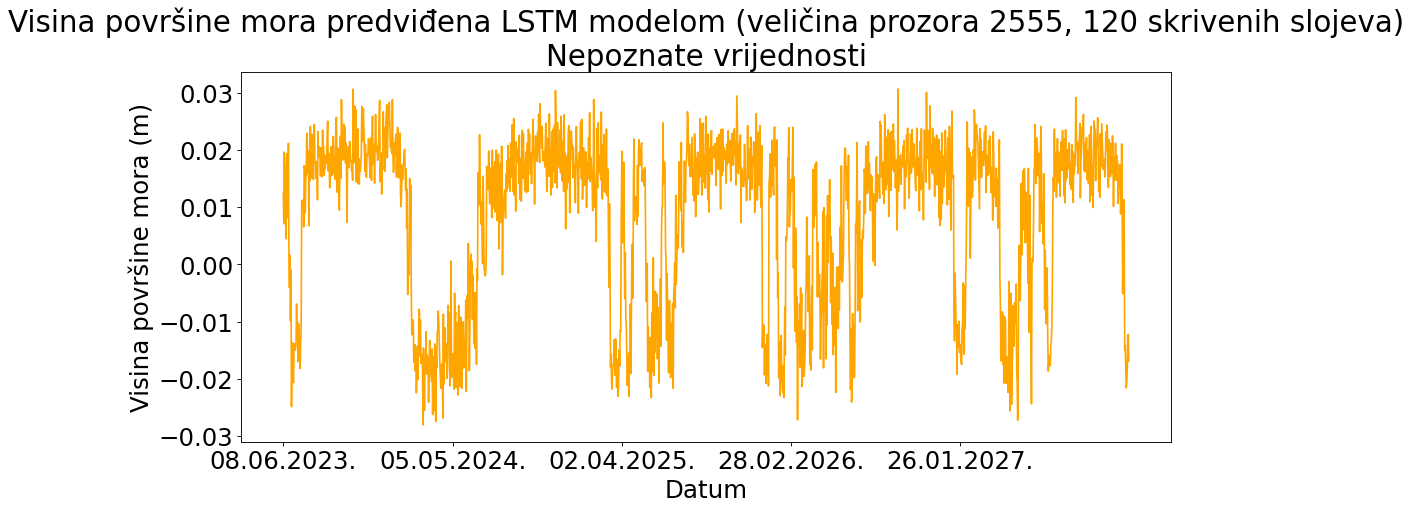 Visina površine mora predviđena LSTM modelom (veličina prozora 2555, 120 skrivenih slojeva)
Nepoznate vrijednosti
Visina površine mora (m)
0.03
0.02
0.01
0.00
−0.01
−0.02
−0.03
08.06.2023. 05.05.2024. 02.04.2025. 28.02.2026. 26.01.2027.
Datum